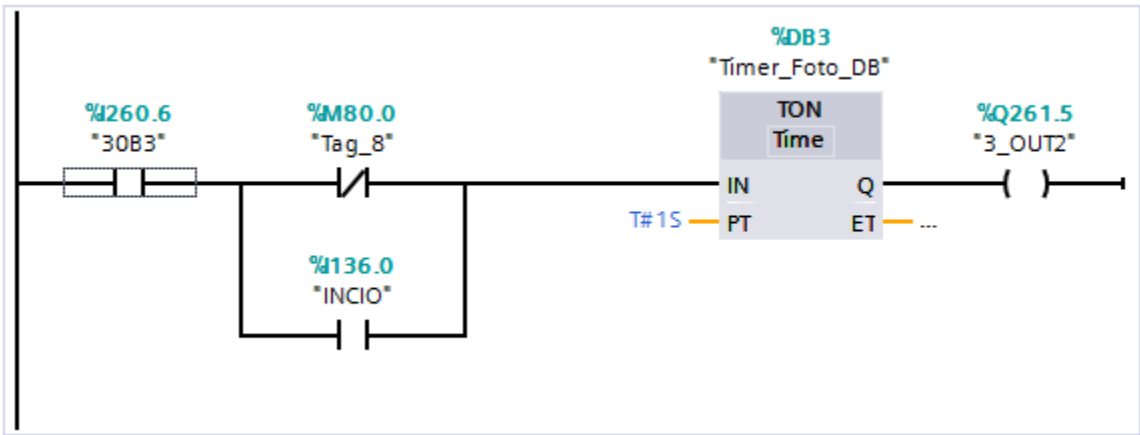 %DB3
"Timer_Foto_DB"
%I260.6
"30B3"
%M80.0
"Tag_8"
TON
Time
%Q261.5
"3_OUT2"
IN
Q
T#1S
PT
ET
...
%I136.0
"INCIO"